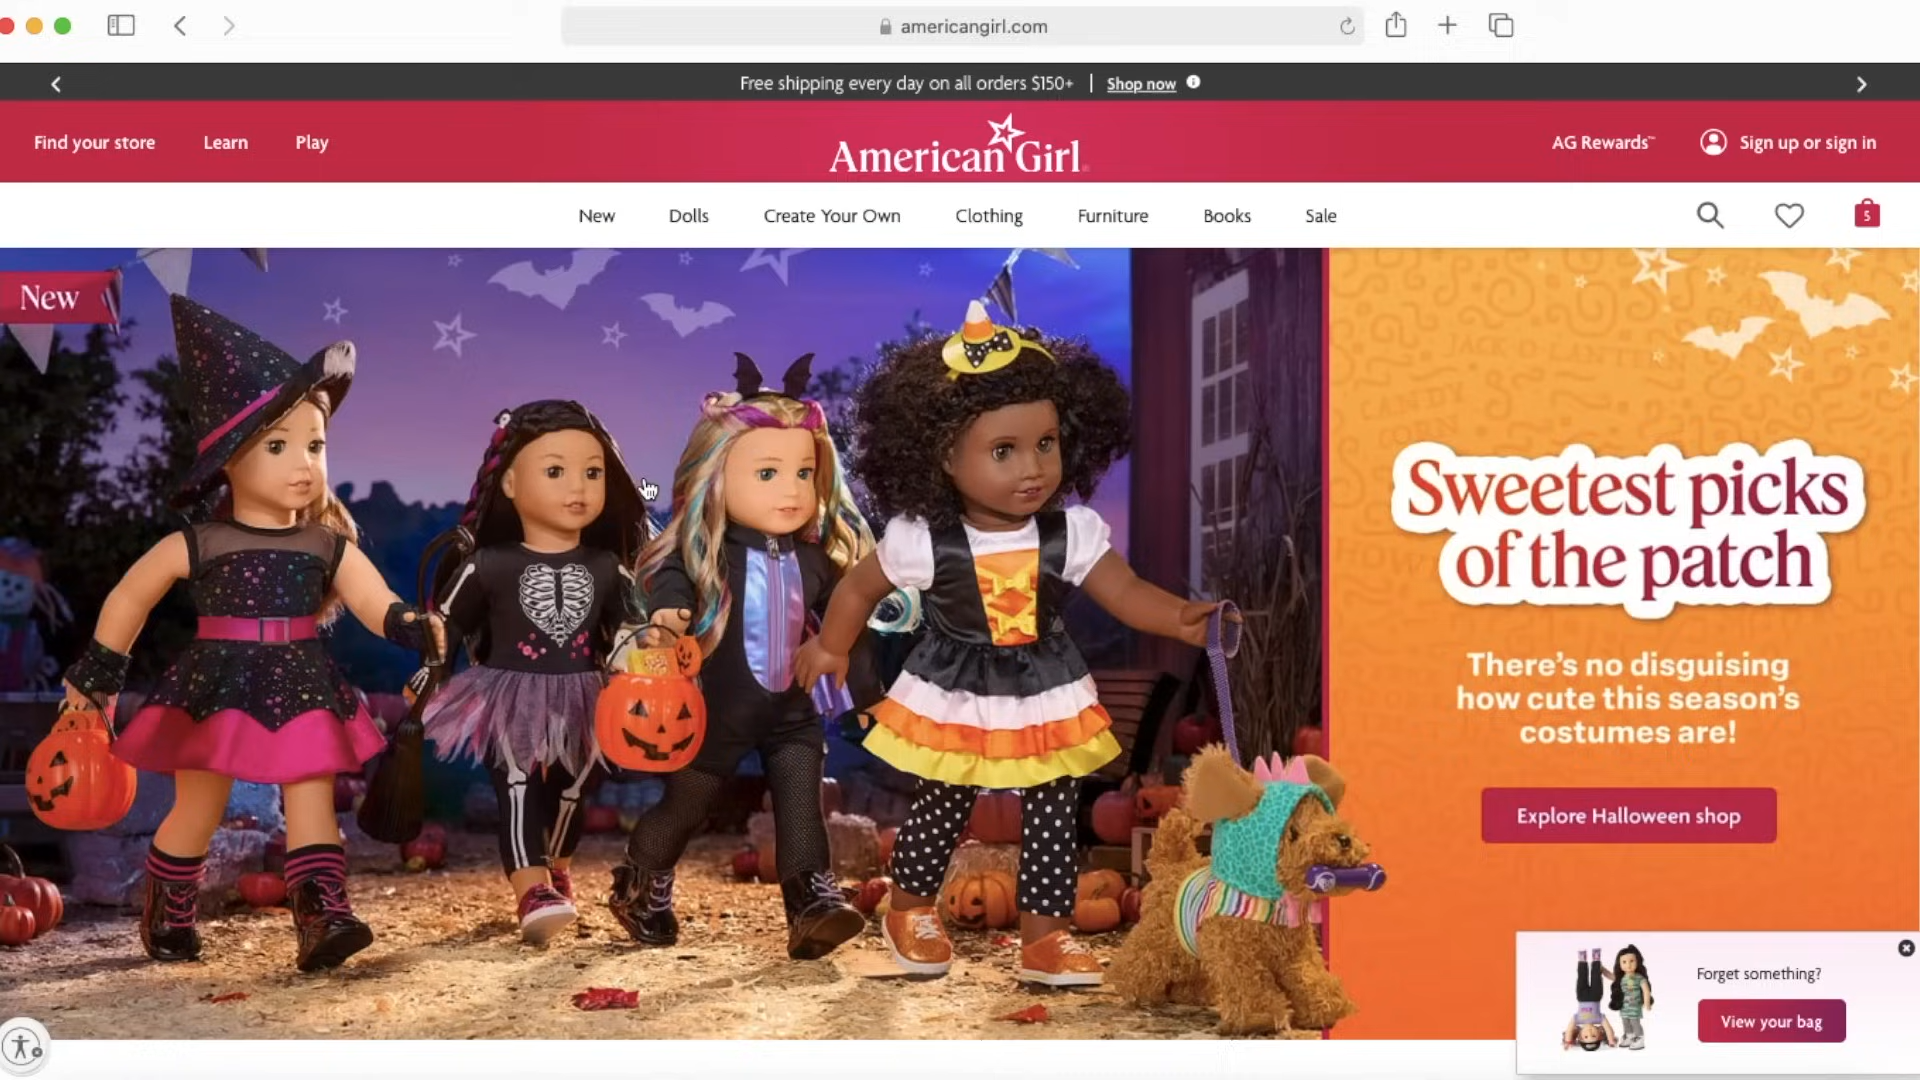 americangirl.com
Free shipping every day on all orders $150+ | Shop now
Find your store
Learn
Play
American Girl
AG Rewards™
Sign up or sign in
New
Dolls
Create Your Own
Clothing
Furniture
Books
Sale
5
New
Sweetest picks
of the patch
There's no disguising
how cute this season's
costumes are!
Explore Halloween shop
Forget something?
View your bag